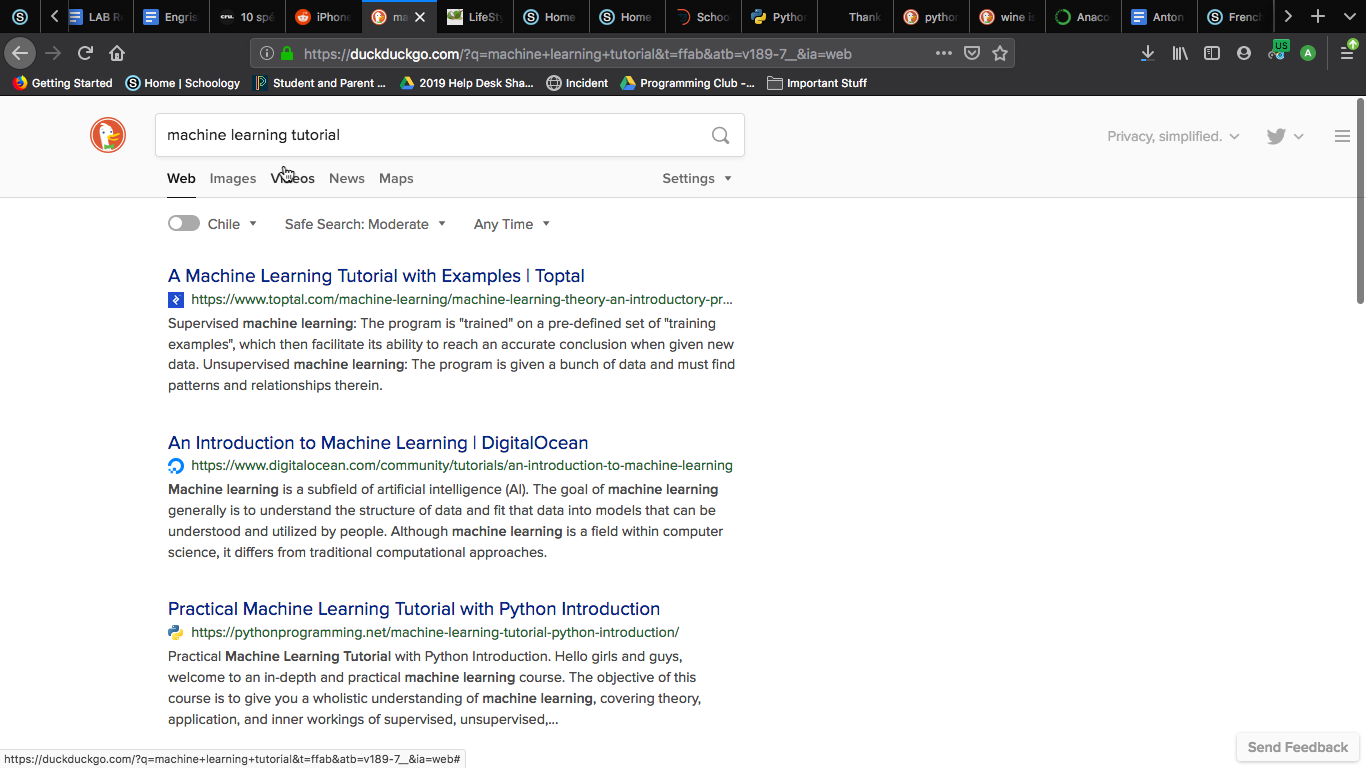 LAB R
Engris
cnu. 10 spé
iPhone
ma
LifeSt
Home
Home
Schoo
Python
Thank
python
wine is
Anaco
Anton
French
https://duckduckgo.com/?q=machine+learning+tutorial&t=ffab&atb=v189-7__&ia=web
US
A
Getting Started
Home | Schoology
Student and Parent ...
2019 Help Desk Sha...
Incident
Programming Club -...
Important Stuff
machine learning tutorial
Privacy, simplified.
Web Images Videos News Maps Settings
Chile Safe Search: Moderate Any Time
A Machine Learning Tutorial with Examples | Toptal
https://www.toptal.com/machine-learning/machine-learning-theory-an-introductory-pr...
Supervised machine learning: The program is "trained" on a pre-defined set of "training
examples", which then facilitate its ability to reach an accurate conclusion when given new
data. Unsupervised machine learning: The program is given a bunch of data and must find
patterns and relationships therein.
An Introduction to Machine Learning | DigitalOcean
https://www.digitalocean.com/community/tutorials/an-introduction-to-machine-learning
Machine learning is a subfield of artificial intelligence (AI). The goal of machine learning
generally is to understand the structure of data and fit that data into models that can be
understood and utilized by people. Although machine learning is a field within computer
science, it differs from traditional computational approaches.
Practical Machine Learning Tutorial with Python Introduction
https://pythonprogramming.net/machine-learning-tutorial-python-introduction/
Practical Machine Learning Tutorial with Python Introduction. Hello girls and guys,
welcome to an in-depth and practical machine learning course. The objective of this
course is to give you a wholistic understanding of machine learning, covering theory,
application, and inner workings of supervised, unsupervised,...
Send Feedback
https://duckduckgo.com/?q=machine+learning+tutorial&t=ffab&atb=v189-7__&ia=web#